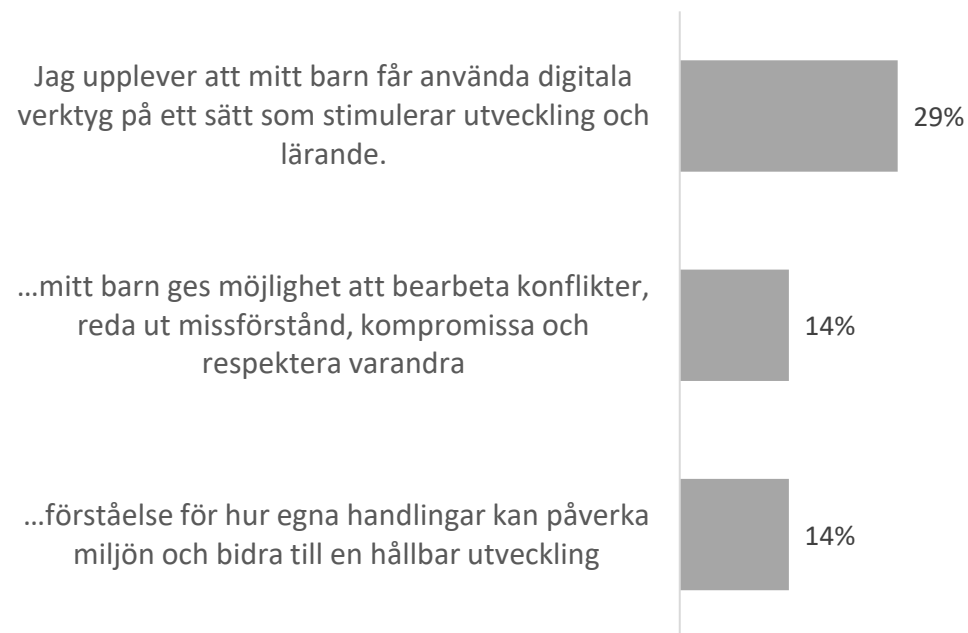 Jag upplever att mitt barn får använda digitala
verktyg på ett sätt som stimulerar utveckling och
lärande.
29%
…mitt barn ges möjlighet att bearbeta konflikter,
reda ut missförstånd, kompromissa och
respektera varandra
14%
…förståelse för hur egna handlingar kan påverka
miljön och bidra till en hållbar utveckling
14%